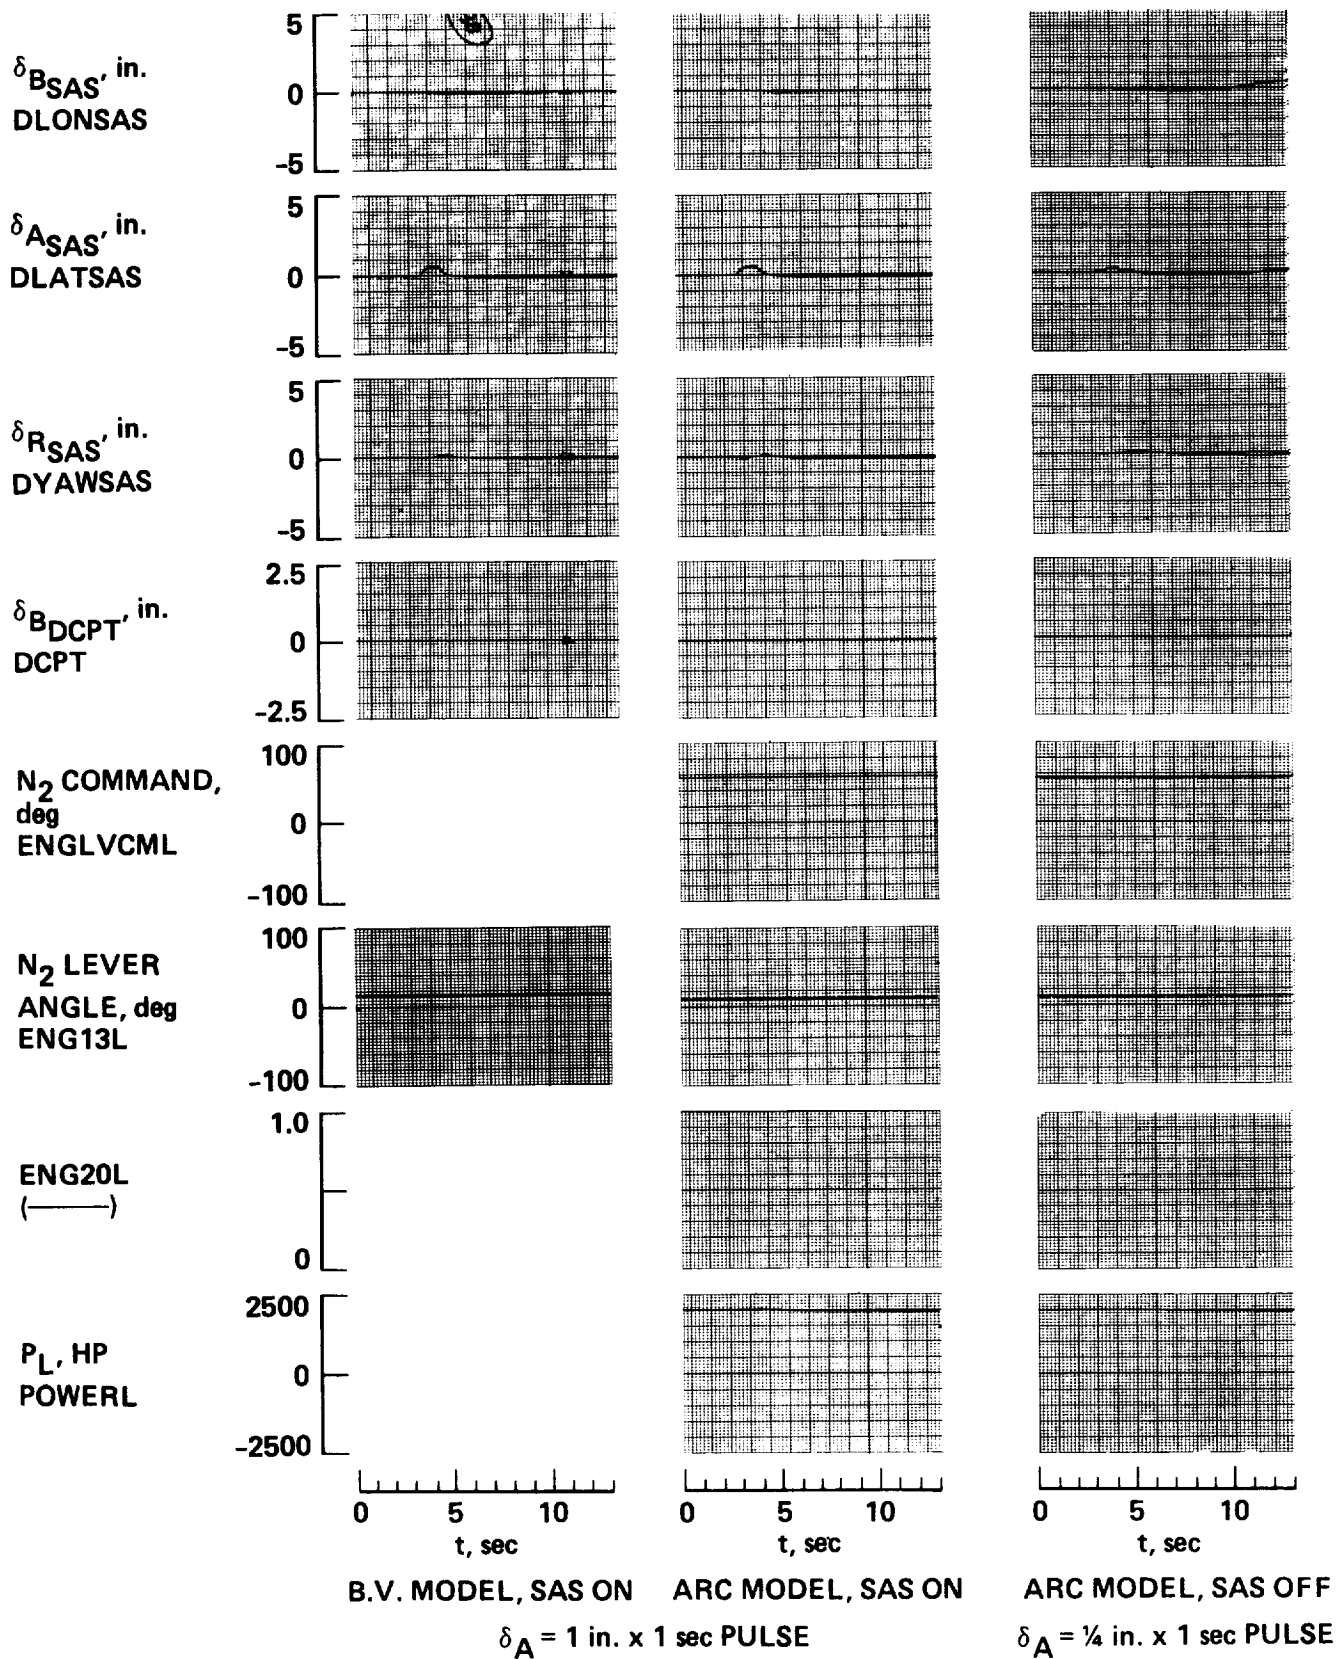 5
δBSAS, in.
DLONSAS
0
-5
5
δASAS, in.
DLATSAS
0
-5
5
δRSAS, in.
DYAWSAS
0
-5
2.5
δBDCPT, in.
DCPT
0
-2.5
100
N2 COMMAND,
deg
ENGLVCML
0
-100
100
N2 LEVER
ANGLE, deg
ENG13L
0
-100
1.0
ENG20L
(———)
0
2500
PL, HP
POWERL
0
-2500
0 5 10 0 5 10 0 5 10
t, sec t, sec t, sec
B.V. MODEL, SAS ON ARC MODEL, SAS ON ARC MODEL, SAS OFF
δA = 1 in. x 1 sec PULSE δA = ¼ in. x 1 sec PULSE